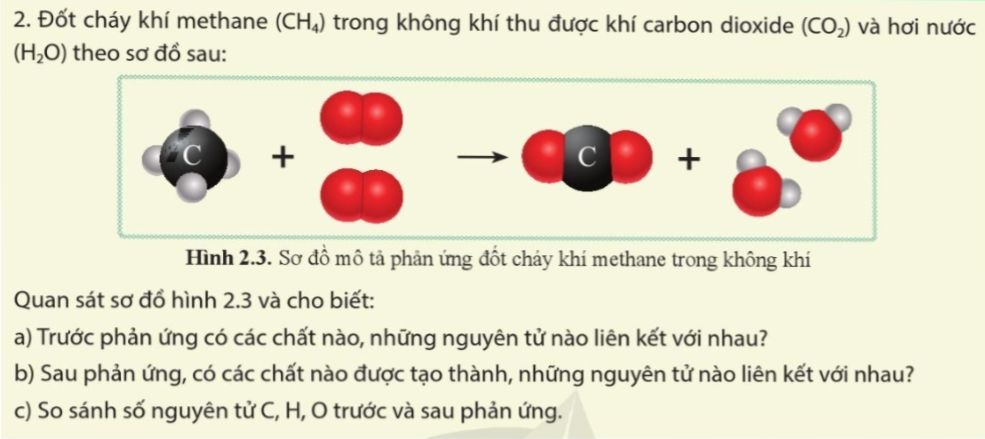 2. Đốt cháy khí methane (CH₄) trong không khí thu được khí carbon dioxide (CO₂) và hơi nước
(H₂O) theo sơ đồ sau:
C + → C +
Hình 2.3. Sơ đồ mô tả phản ứng đốt cháy khí methane trong không khí
Quan sát sơ đồ hình 2.3 và cho biết:
a) Trước phản ứng có các chất nào, những nguyên tử nào liên kết với nhau?
b) Sau phản ứng, có các chất nào được tạo thành, những nguyên tử nào liên kết với nhau?
c) So sánh số nguyên tử C, H, O trước và sau phản ứng.